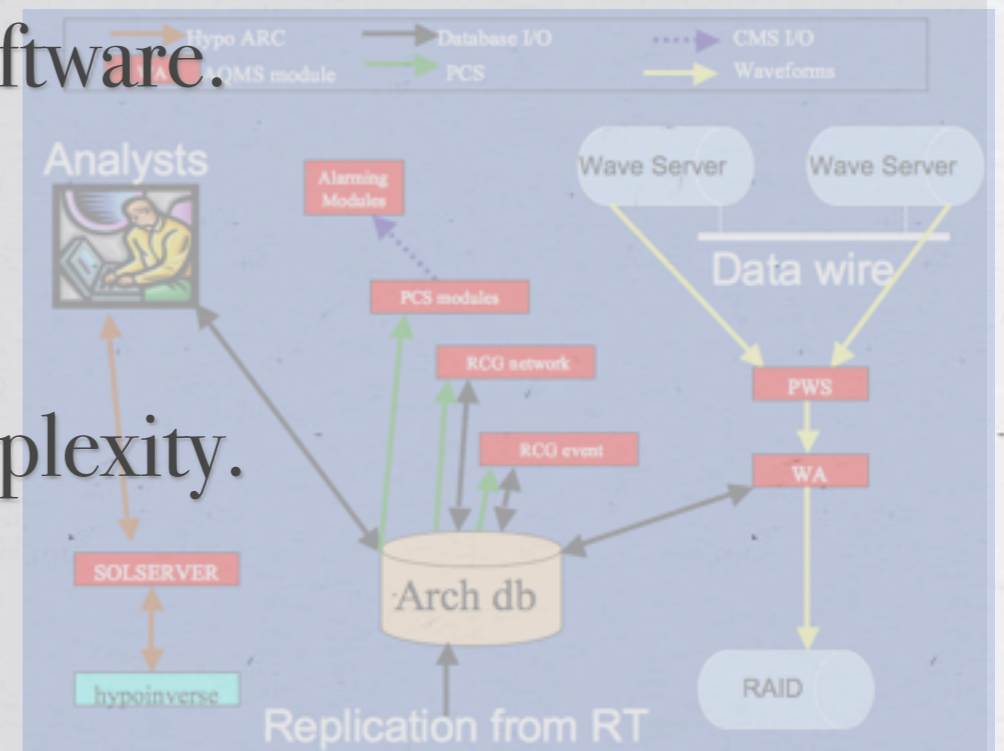 ftware.
Hypo ARC
Database I/O
CMS I/O
AQMS module
PCS
Waveforms
Analysts
Alarming
Modules
Wave Server
Wave Server
Data wire
PCS modules
RCG network
PWS
plexity.
RCG event
WA
SOLSERVER
Arch db
hypoinverse
RAID
Replication from RT